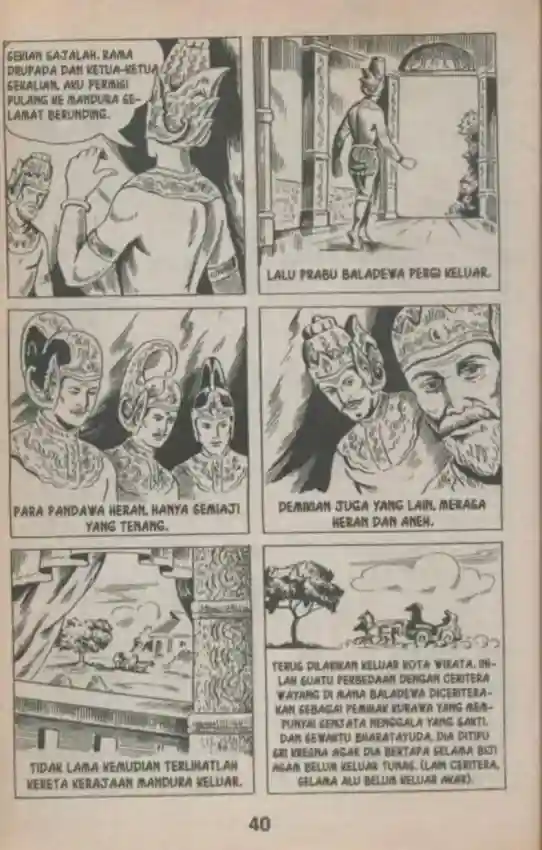 SEKIAN SAJALAH, RAMA
DRUPADA DAN KETUA-KETUA
SEKALIAN, AKU PERMISI
PULANG KE MANDURA SE-
LAMAT BERUNDING.
LALU PRABU BALADEWA PERGI KELUAR.
PARA PANDAWA HERAN, HANYA SEMIAJI
YANG TENANG.
DEMIKIAN JUGA YANG LAIN, MERASA
HERAN DAN ANEH.
TIDAK LAMA KEMUDIAN TERLIHATLAH
KERETA KERAJAAN MANDURA KELUAR.
TERUS DILARIKAN KELUAR KOTA WIRATA. INI-
LAH SUATU PERBEDAAN DENGAN CERITERA
WAYANG DI MANA BALADEWA DICERITERA-
KAN SEBAGAI PEMIHAK KURAWA YANG MEM-
PUNYAI SENJATA NENGGALA YANG SAKTI.
DAN SEWAKTU BHARATAYUDA, DIA DITIPU
SRI KRESNA AGAR DIA BERTAPA SELAMA BIJI
ASAM BELUM KELUAR TUNAS. (LAIN CERITERA,
SELAMA ALU BELUM KELUAR AKAR).
40